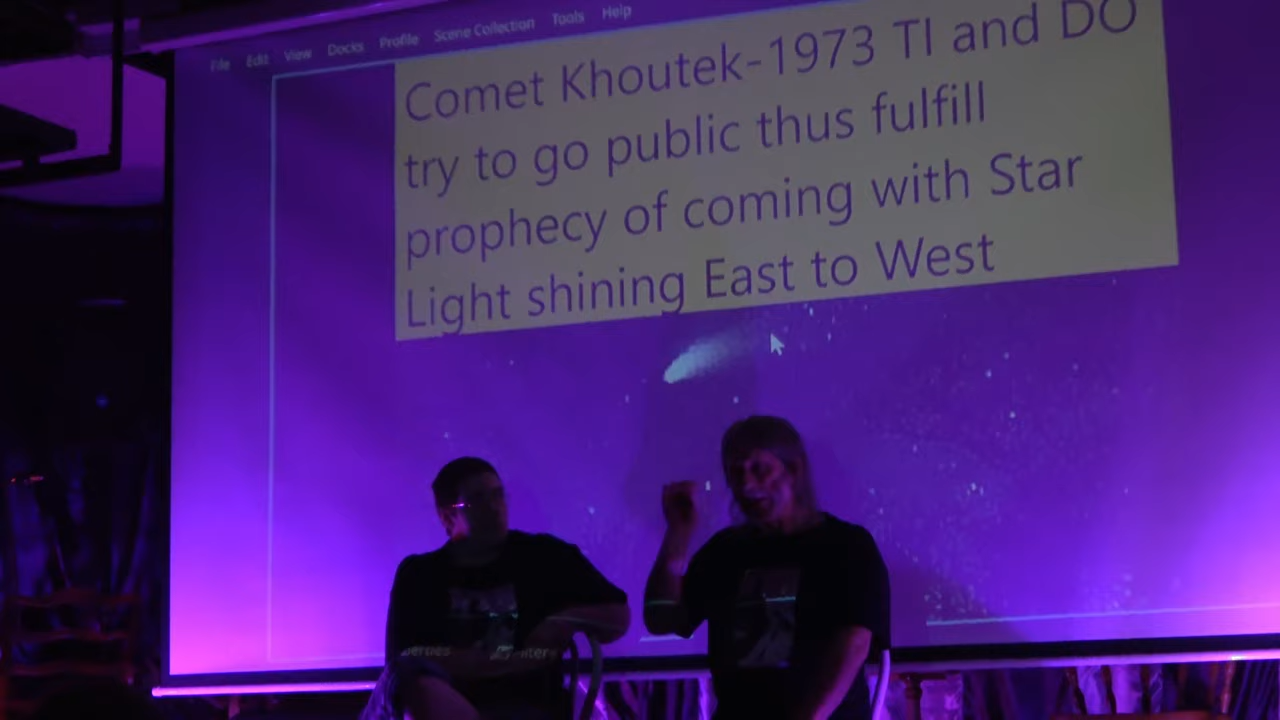 File Edit View Docks Profile Scene Collection Tools Help
Comet Khoutek-1973 TI and DO
try to go public thus fulfill
prophecy of coming with Star
Light shining East to West